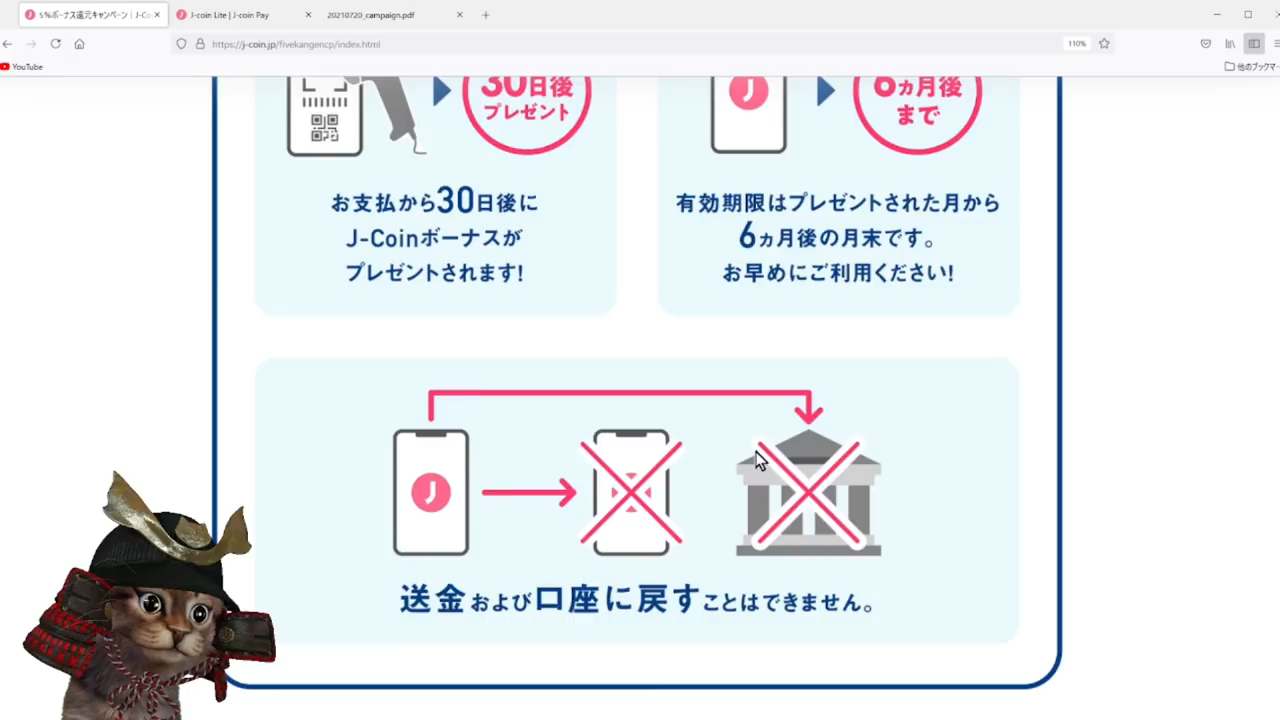 5%ボーナス還元キャンペーン | J-Co
J-coin Lite | J-coin Pay
20210720_campaign.pdf
https://j-coin.jp/fivekangencp/index.html
110%
YouTube
他のブックマー
30日後
プレゼント
6ヵ月後
まで
お支払から30日後に
J-Coinボーナスが
プレゼントされます!
有効期限はプレゼントされた月から
6ヵ月後の月末です。
お早めにご利用ください!
J
J
送金および口座に戻すことはできません。